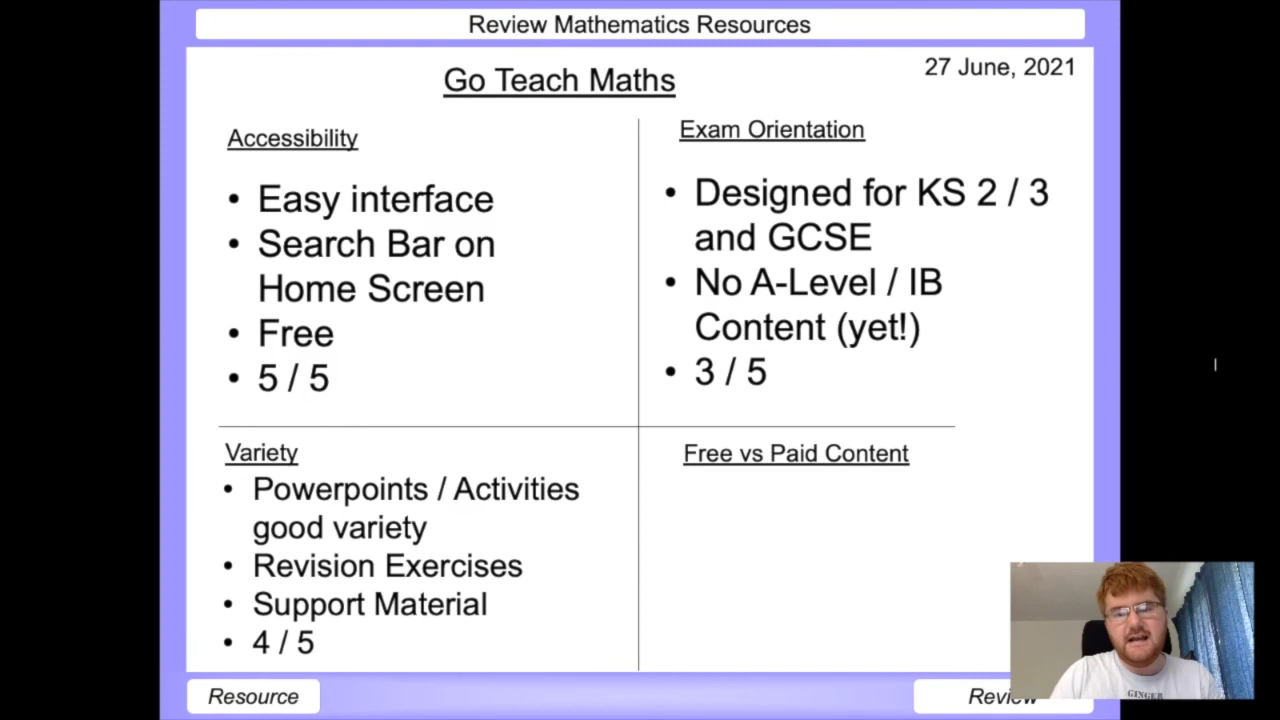 Review Mathematics Resources
27 June, 2021
Go Teach Maths
Accessibility
• Easy interface
• Search Bar on
Home Screen
• Free
• 5 / 5
Exam Orientation
• Designed for KS 2 / 3
and GCSE
• No A-Level / IB
Content (yet!)
• 3 / 5
Variety
• Powerpoints / Activities
good variety
• Revision Exercises
• Support Material
• 4 / 5
Free vs Paid Content
Resource
Review
GINGER